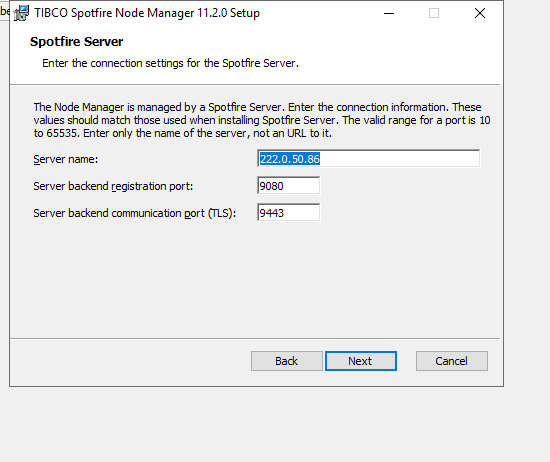 be
TIBCO Spotfire Node Manager 11.2.0 Setup
Spotfire Server
Enter the connection settings for the Spotfire Server.
The Node Manager is managed by a Spotfire Server. Enter the connection information. These
values should match those used when installing Spotfire Server. The valid range for a port is 10
to 65535. Enter only the name of the server, not an URL to it.
Server name: 222.0.50.86
Server backend registration port: 9080
Server backend communication port (TLS): 9443
Back Next Cancel